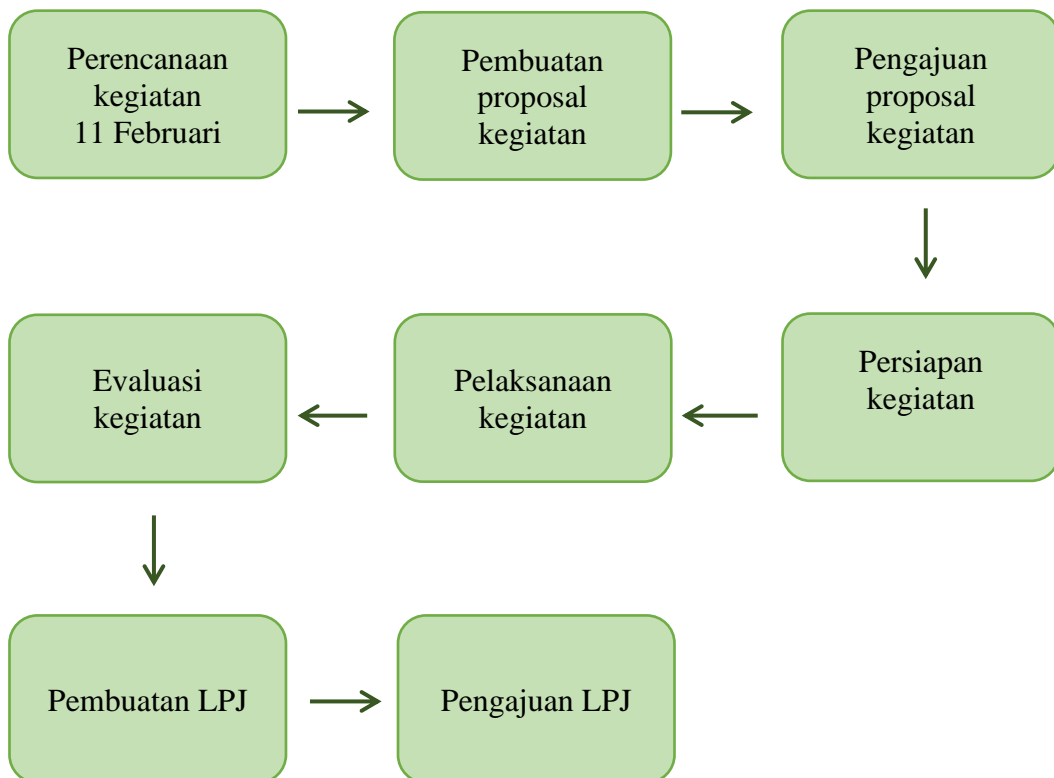 Perencanaan
kegiatan
11 Februari
Pembuatan
proposal
kegiatan
Pengajuan
proposal
kegiatan
Persiapan
kegiatan
Pelaksanaan
kegiatan
Evaluasi
kegiatan
Pembuatan LPJ
Pengajuan LPJ